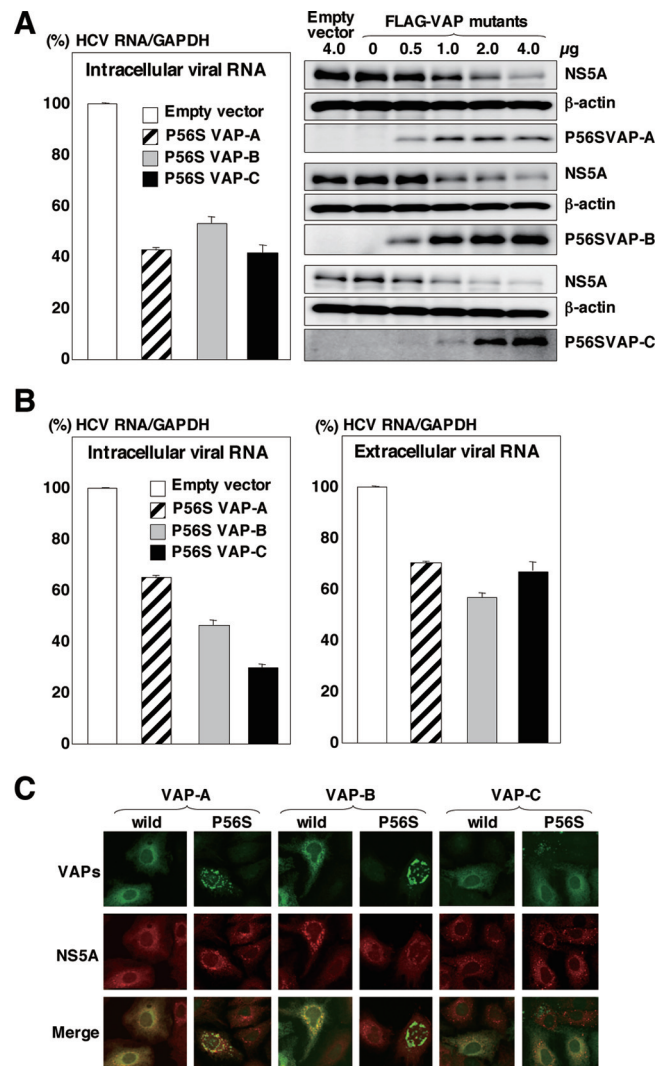 A
(%) HCV RNA/GAPDH
Intracellular viral RNA
Empty vector
P56S VAP-A
P56S VAP-B
P56S VAP-C
100
80
60
40
20
0
Empty vector
FLAG-VAP mutants
4.0 0 0.5 1.0 2.0 4.0 μg
NS5A
β-actin
P56SVAP-A
NS5A
β-actin
P56SVAP-B
NS5A
β-actin
P56SVAP-C
B
(%) HCV RNA/GAPDH
Intracellular viral RNA
Empty vector
P56S VAP-A
P56S VAP-B
P56S VAP-C
100
80
60
40
20
0
(%) HCV RNA/GAPDH
Extracellular viral RNA
100
80
60
40
20
0
C
VAP-A VAP-B VAP-C
wild P56S wild P56S wild P56S
VAPs
NS5A
Merge